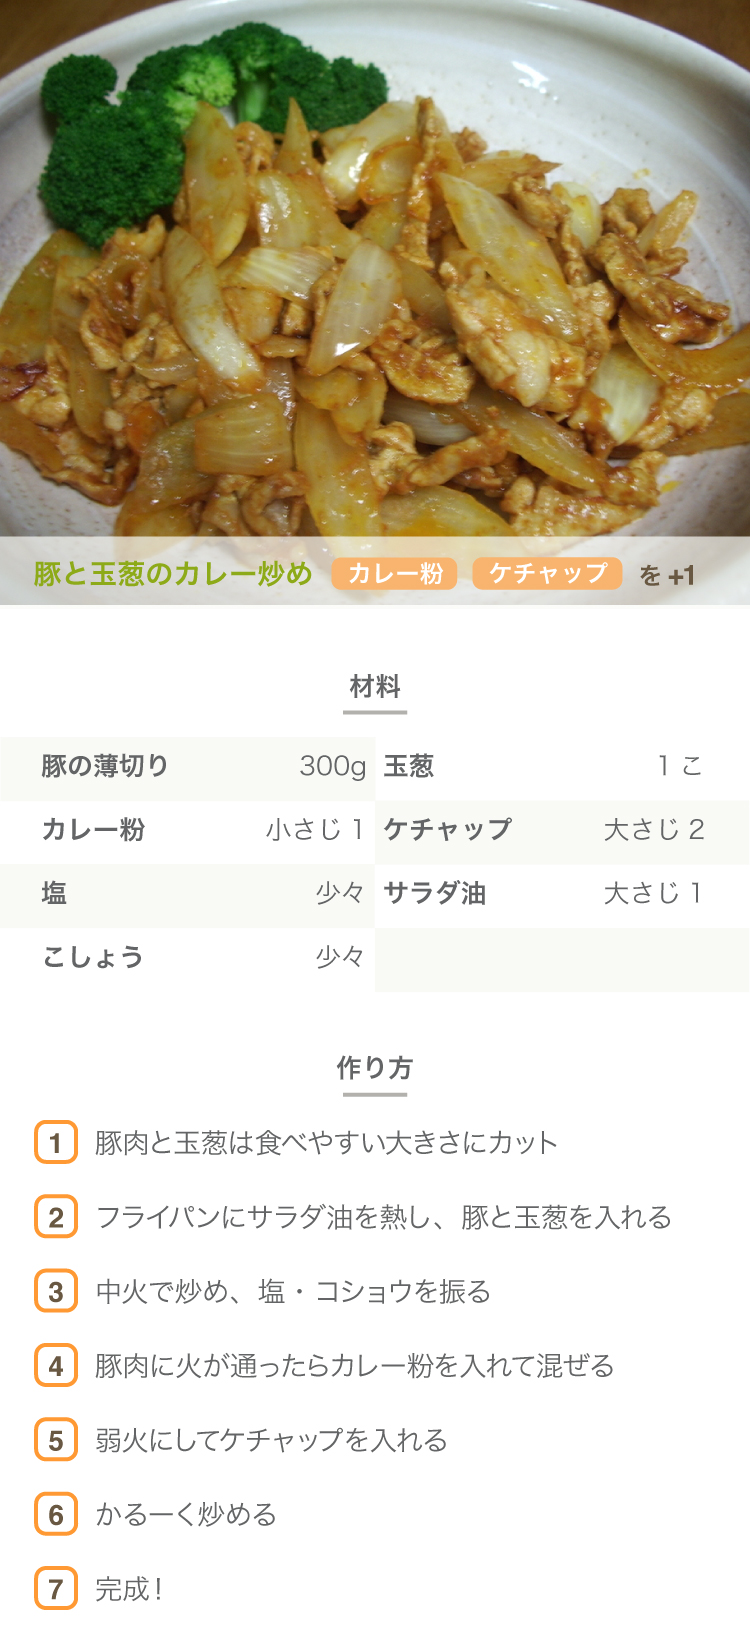 豚と玉葱のカレー炒め カレー粉 ケチャップ を +1
材料
豚の薄切り 300g 玉葱 1 こ
カレー粉 小さじ 1 ケチャップ 大さじ 2
塩 少々 サラダ油 大さじ 1
こしょう 少々
作り方
1 豚肉と玉葱は食べやすい大きさにカット
2 フライパンにサラダ油を熱し、豚と玉葱を入れる
3 中火で炒め、塩・コショウを振る
4 豚肉に火が通ったらカレー粉を入れて混ぜる
5 弱火にしてケチャップを入れる
6 かるーく炒める
7 完成！